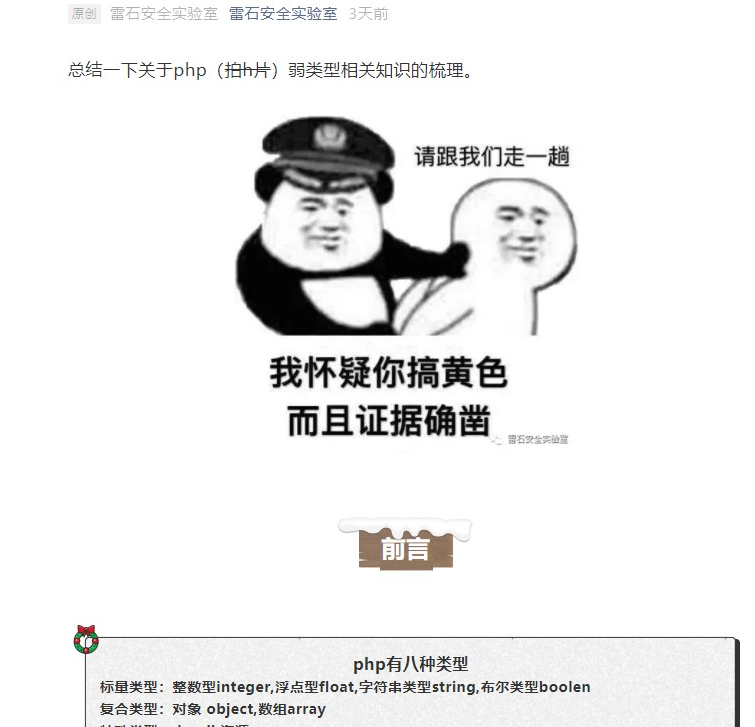 原创 雷石安全实验室 雷石安全实验室 3天前
总结一下关于php（拍h片）弱类型相关知识的梳理。
请跟我们走一趟
我怀疑你搞黄色
而且证据确凿
雷石安全实验室
前言
php有八种类型
标量类型：整数型integer,浮点型float,字符串类型string,布尔类型boolen
复合类型：对象 object,数组array